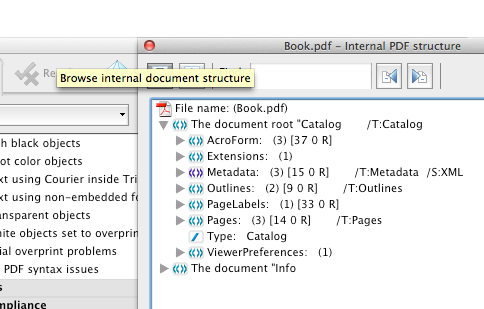 Book.pdf – Internal PDF structure
Re
Browse internal document structure
File name: (Book.pdf)
The document root "Catalog /T:Catalog
AcroForm: (3) [37 0 R]
Extensions: (1)
Metadata: (3) [15 0 R] /T:Metadata /S:XML
Outlines: (2) [9 0 R] /T:Outlines
PageLabels: (1) [33 0 R]
Pages: (3) [14 0 R] /T:Pages
Type: Catalog
ViewerPreferences: (1)
The document "Info
h black objects
ot color objects
xt using Courier inside Tri
xt using non-embedded fo
ansparent objects
hite objects set to overprin
ial overprint problems
PDF syntax issues
s
mpliance